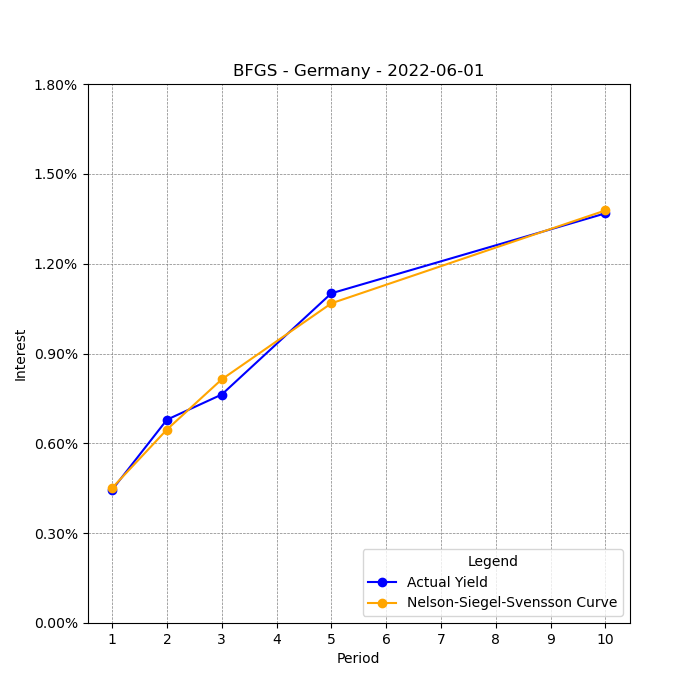 BFGS - Germany - 2022-06-01
1.80%
1.50%
1.20%
0.90%
0.60%
0.30%
0.00%
Interest
Legend
Actual Yield
Nelson-Siegel-Svensson Curve
1 2 3 4 5 6 7 8 9 10
Period